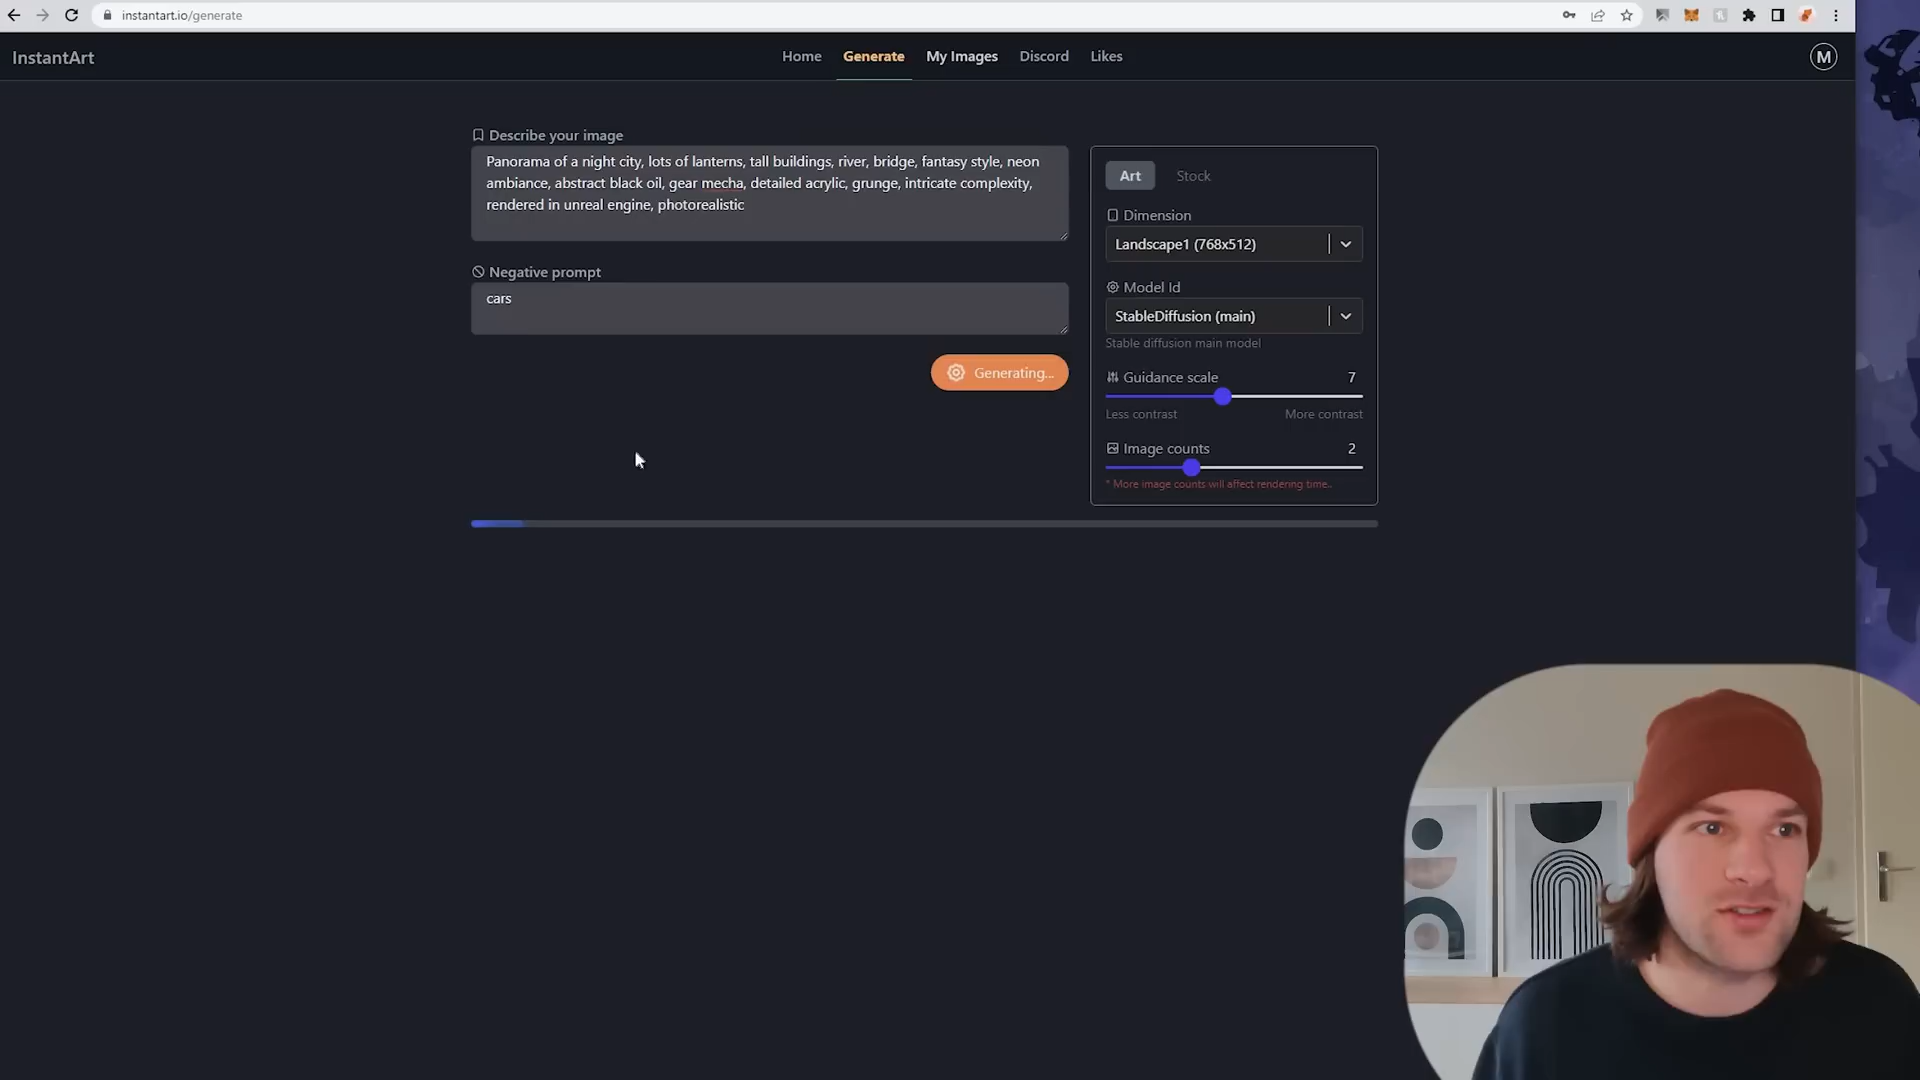 instantart.io/generate
InstantArt
Home Generate My Images Discord Likes
M
Describe your image
Panorama of a night city, lots of lanterns, tall buildings, river, bridge, fantasy style, neon
ambiance, abstract black oil, gear mecha, detailed acrylic, grunge, intricate complexity,
rendered in unreal engine, photorealistic
Negative prompt
cars
Generating...
Art Stock
Dimension
Landscape1 (768x512)
Model Id
StableDiffusion (main)
Stable diffusion main model
Guidance scale 7
Less contrast More contrast
Image counts 2
* More image counts will affect rendering time..